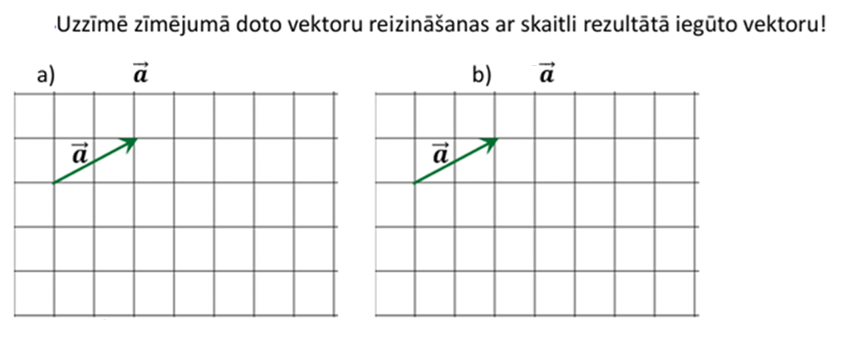 Uzzīmē zīmējumā doto vektoru reizināšanas ar skaitli rezultātā iegūto vektoru!
a) a⃗ b) a⃗
a⃗ a⃗